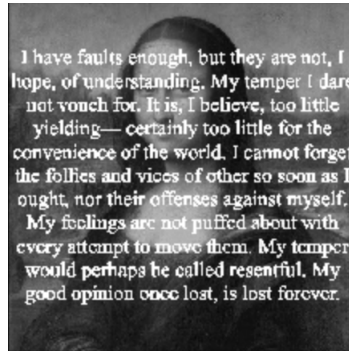 I have faults enough, but they are not, I
hope, of understanding. My temper I dare
not vouch for. It is, I believe, too little
yielding— certainly too little for the
convenience of the world. I cannot forget
the follies and vices of other so soon as I
ought, nor their offenses against myself.
My feelings are not puffed about with
every attempt to move them. My temper
would perhaps be called resentful. My
good opinion once lost, is lost forever.